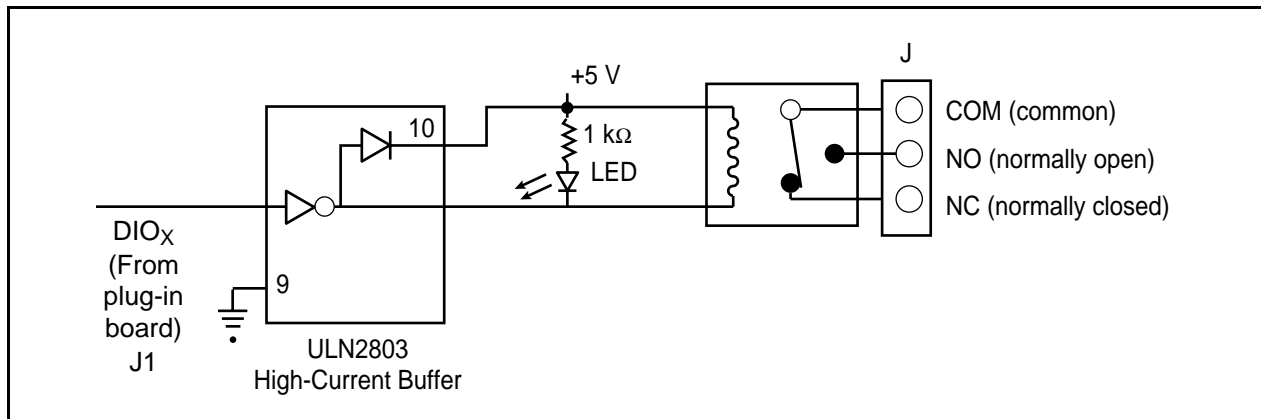 J
+5 V
10
COM (common)
1 kΩ
NO (normally open)
LED
NC (normally closed)
DIOX
(From
plug-in
board)
J1
9
ULN2803
High-Current Buffer